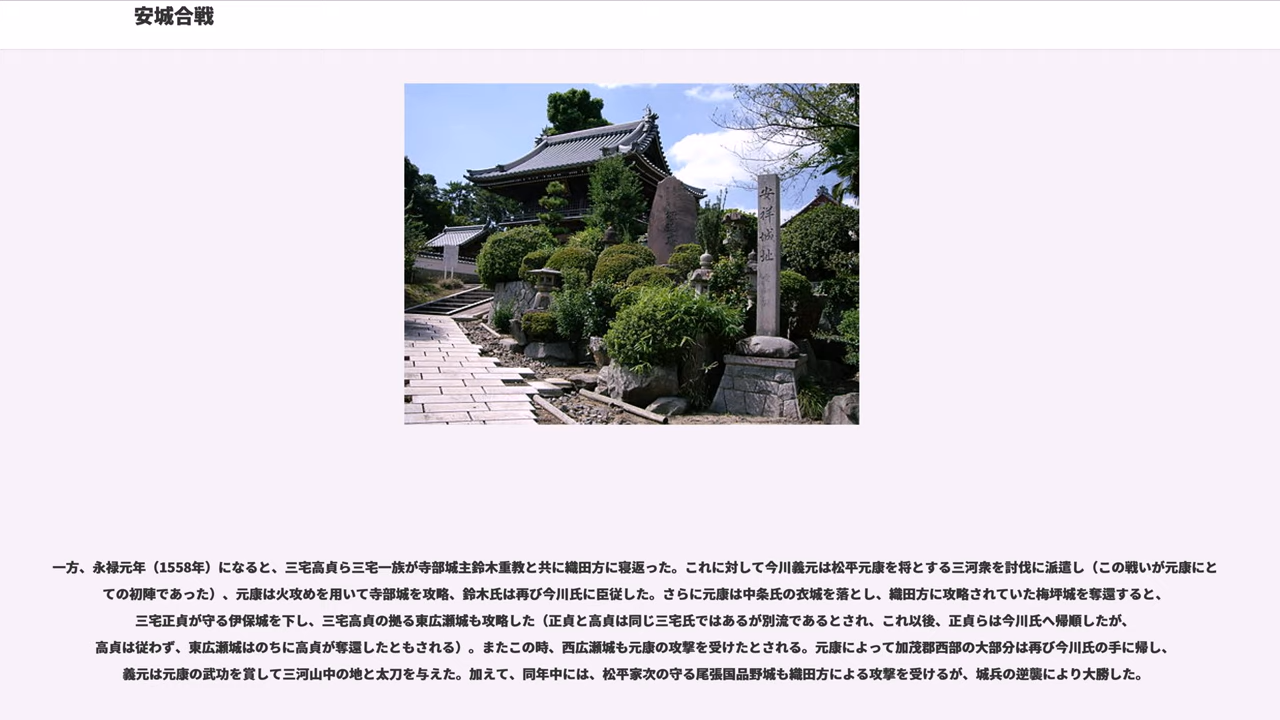 安城合戦
安祥城址
一方、永禄元年（1558年）になると、三宅高貞ら三宅一族が寺部城主鈴木重教と共に織田方に寝返った。これに対して今川義元は松平元康を将とする三河衆を討伐に派遣し（この戦いが元康にと
ての初陣であった）、元康は火攻めを用いて寺部城を攻略、鈴木氏は再び今川氏に臣従した。さらに元康は中条氏の衣城を落とし、織田方に攻略されていた梅坪城を奪還すると、
三宅正貞が守る伊保城を下し、三宅高貞の拠る東広瀬城も攻略した（正貞と高貞は同じ三宅氏ではあるが別流であるとされ、これ以後、正貞らは今川氏へ帰順したが、
高貞は従わず、東広瀬城はのちに高貞が奪還したともされる）。またこの時、西広瀬城も元康の攻撃を受けたとされる。元康によって加茂郡西部の大部分は再び今川氏の手に帰し、
義元は元康の武功を賞して三河山中の地と太刀を与えた。加えて、同年中には、松平家次の守る尾張国品野城も織田方による攻撃を受けるが、城兵の逆襲により大勝した。